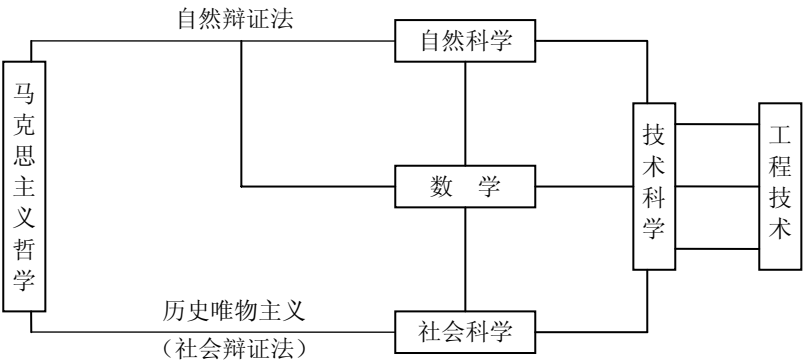 自然辩证法
自然科学
马克思主义哲学
数 学
技术科学
工程技术
历史唯物主义
(社会辩证法)
社会科学